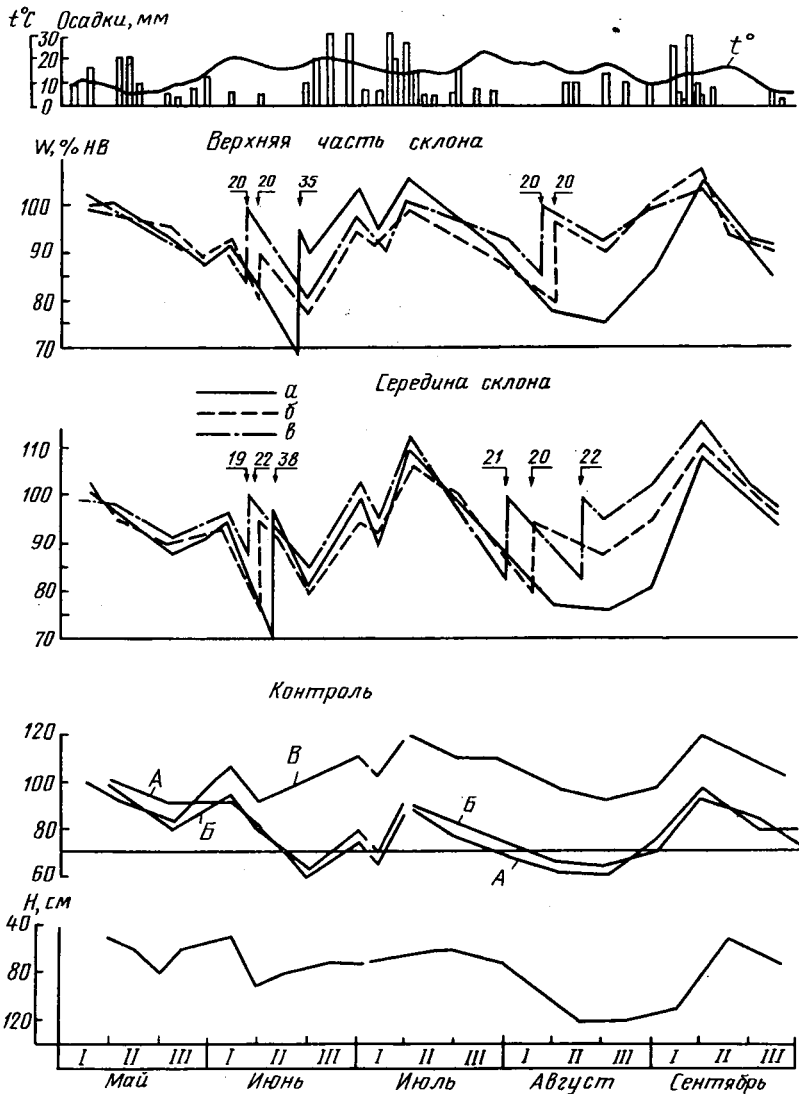 t°C Осадки, мм
30
20
10
0
t°
W, % НВ
Верхняя часть склона
20 20 35 20 20
100
90
80
70
Середина склона
а
б
в
19 22 38 21 20 22
110
100
90
80
70
Контроль
120
100
80
60
А
Б
В
Б
А
H, см
40
80
120
I II III I II III I II III I II III I II III
Май Июнь Июль Август Сентябрь